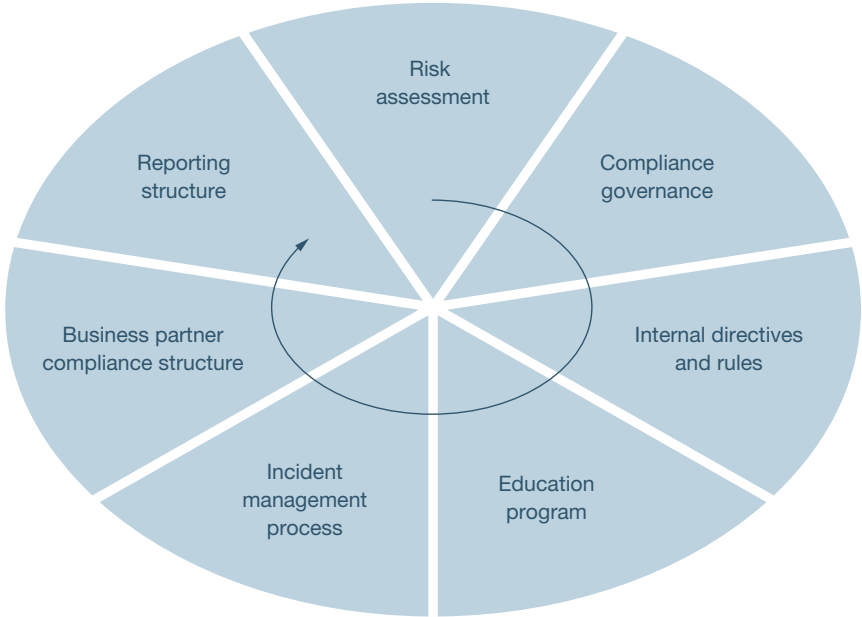 Risk
assessment
Compliance
governance
Internal directives
and rules
Education
program
Incident
management
process
Business partner
compliance structure
Reporting
structure